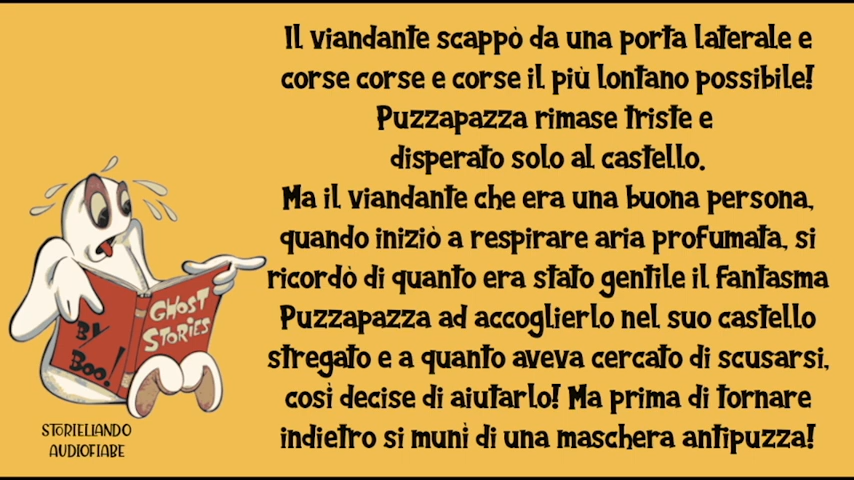 Il viandante scappò da una porta laterale e
corse corse e corse il più lontano possibile!
Puzzapazza rimase triste e
disperato solo al castello.
Ma il viandante che era una buona persona,
quando iniziò a respirare aria profumata, si
ricordò di quanto era stato gentile il Fantasma
Puzzapazza ad accoglierlo nel suo castello
stregato e a quanto aveva cercato di scusarsi,
così decise di aiutarlo! Ma prima di tornare
indietro si munì di una maschera antipuzza!
GHOST
STORIES
BY
BOO!
STORIELLANDO
AUDIOFIABE